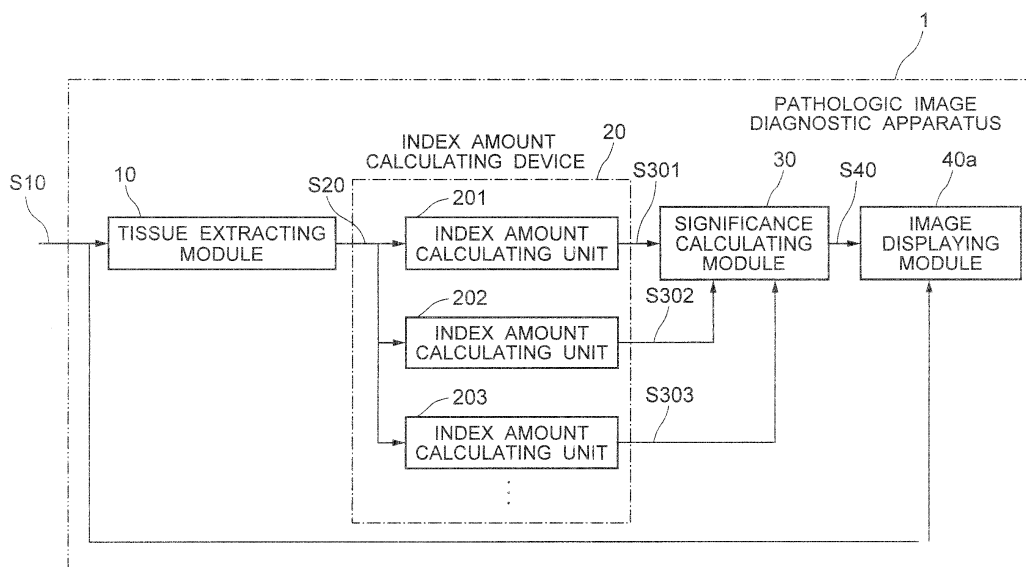 1
PATHOLOGIC IMAGE
DIAGNOSTIC APPARATUS
INDEX AMOUNT
CALCULATING DEVICE
20
S10
10
S20
201
S301
30
S40
40a
TISSUE EXTRACTING
MODULE
INDEX AMOUNT
CALCULATING UNIT
SIGNIFICANCE
CALCULATING
MODULE
IMAGE
DISPLAYING
MODULE
202
S302
INDEX AMOUNT
CALCULATING UNIT
203
S303
INDEX AMOUNT
CALCULATING UNIT